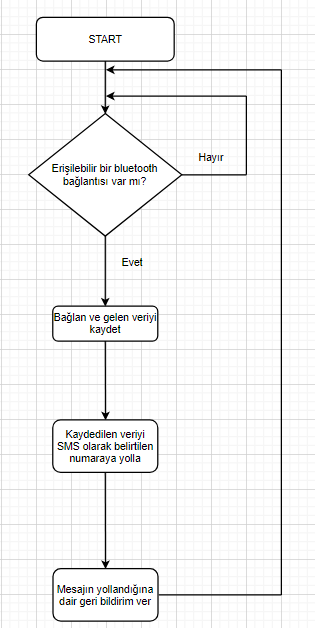 START
Erişilebilir bir bluetooth
bağlantısı var mı?
Hayır
Evet
Bağlan ve gelen veriyi
kaydet
Kaydedilen veriyi
SMS olarak belirtilen
numaraya yolla
Mesajın yollandığına
dair geri bildirim ver